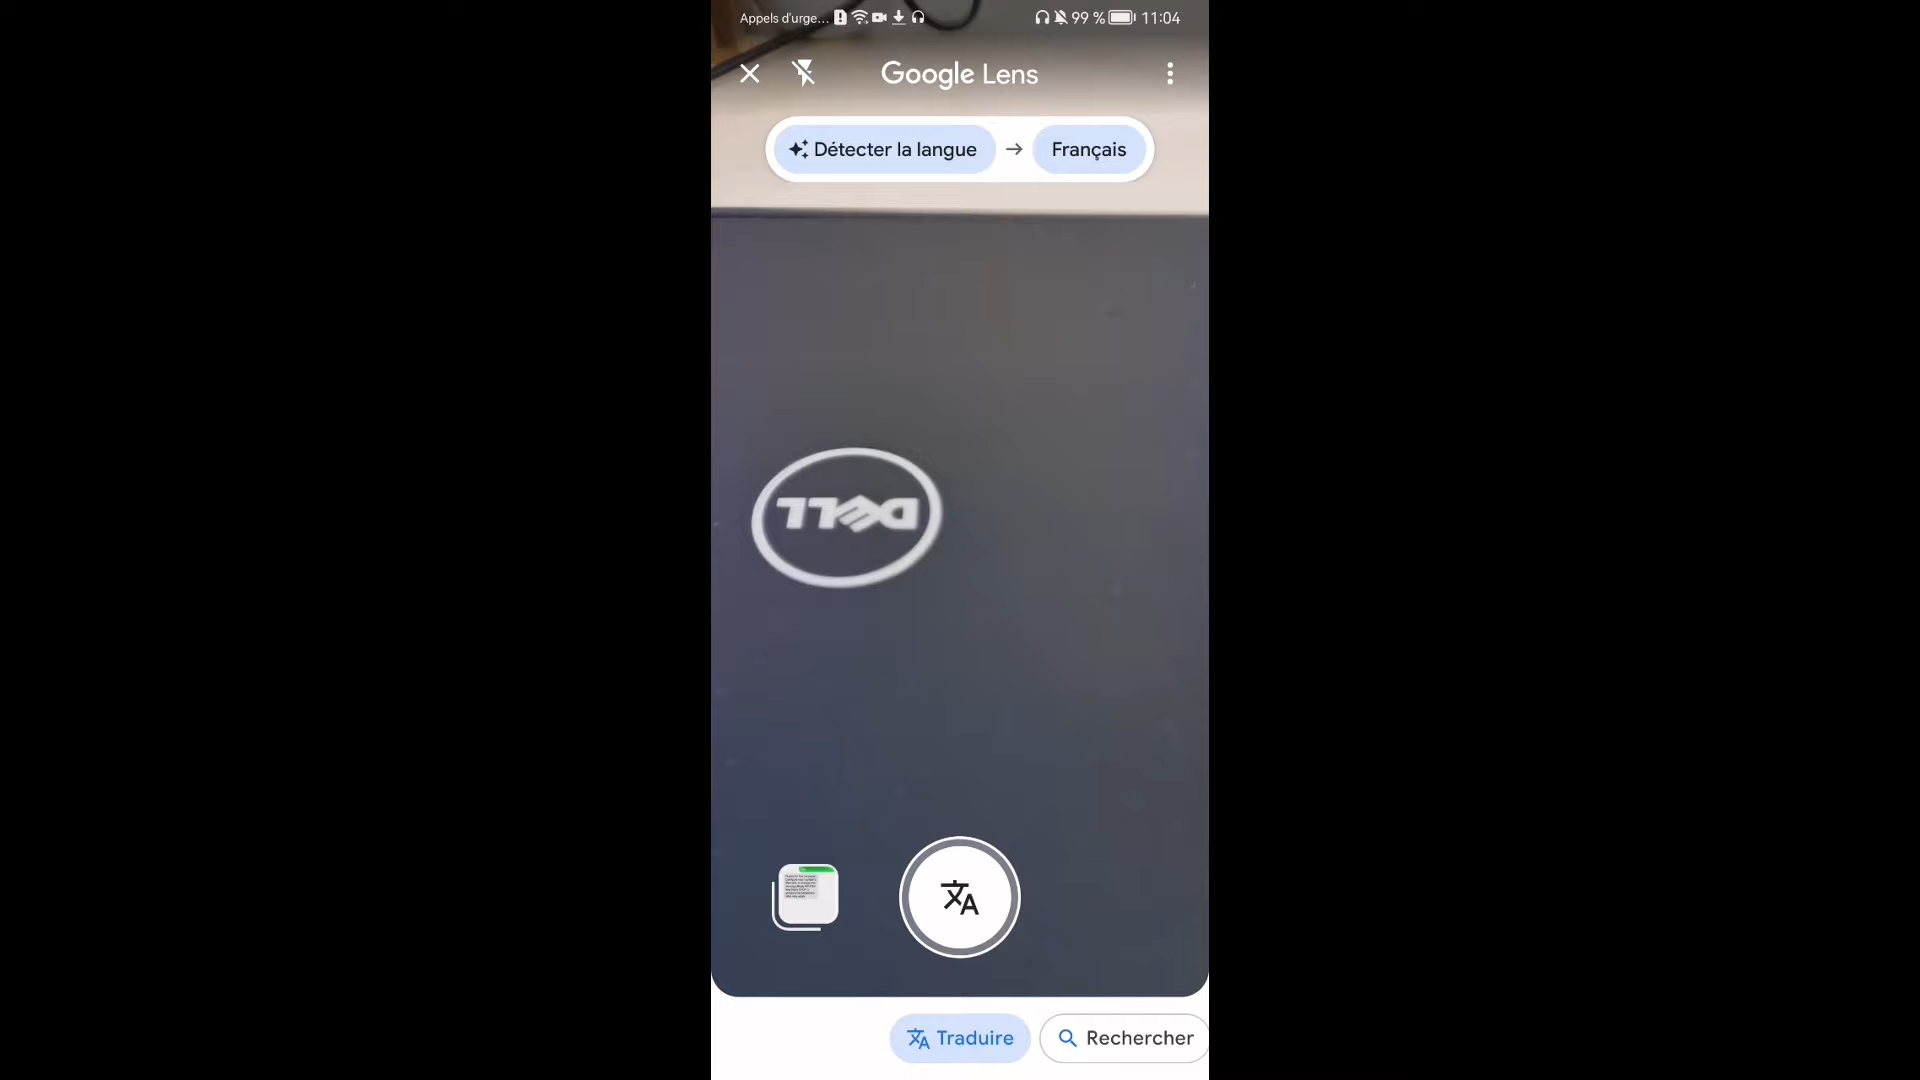 Appels d'urge... 99 % 11:04
Google Lens
Détecter la langue → Français
DELL
Traduire Rechercher